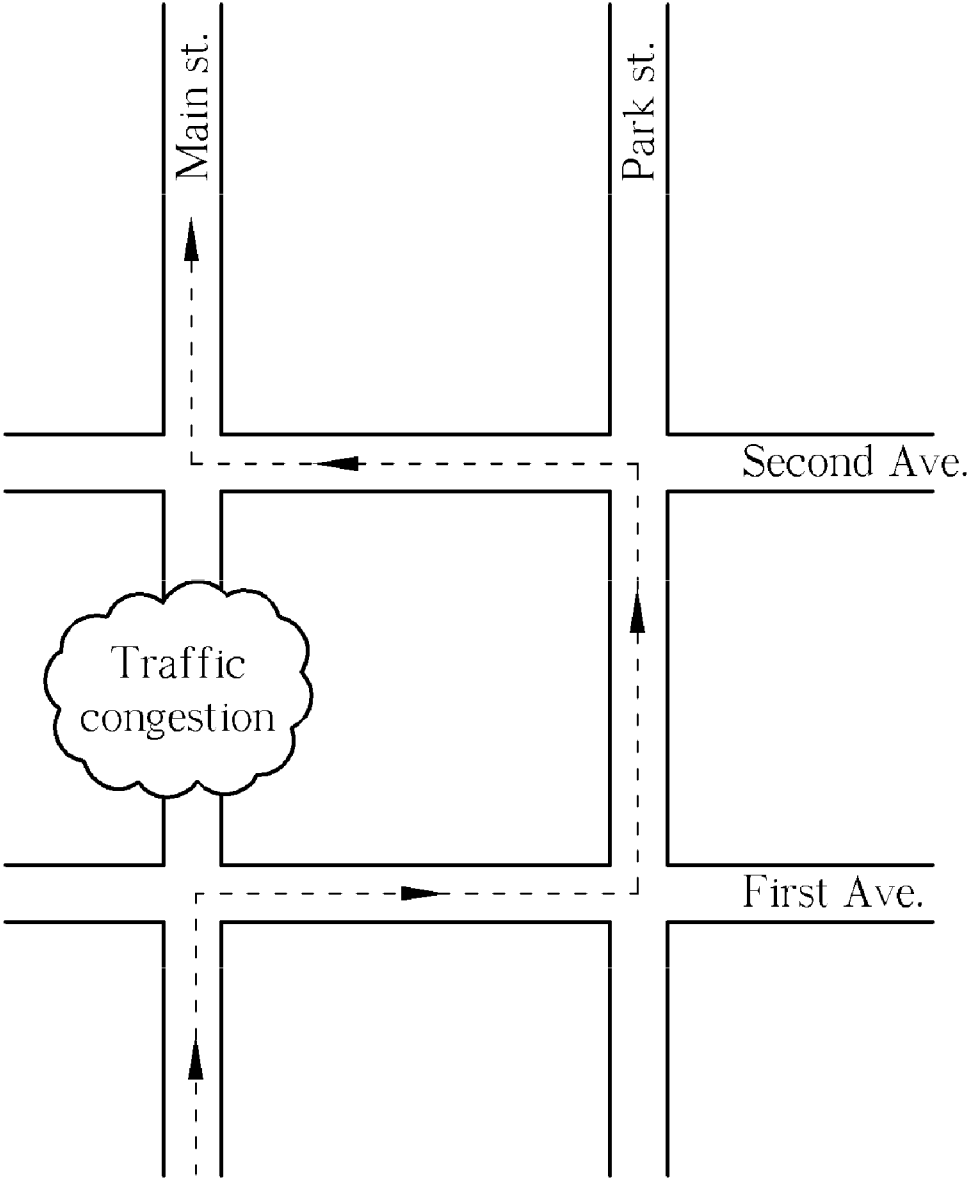 Main st.
Park st.
Second Ave.
Traffic
congestion
First Ave.